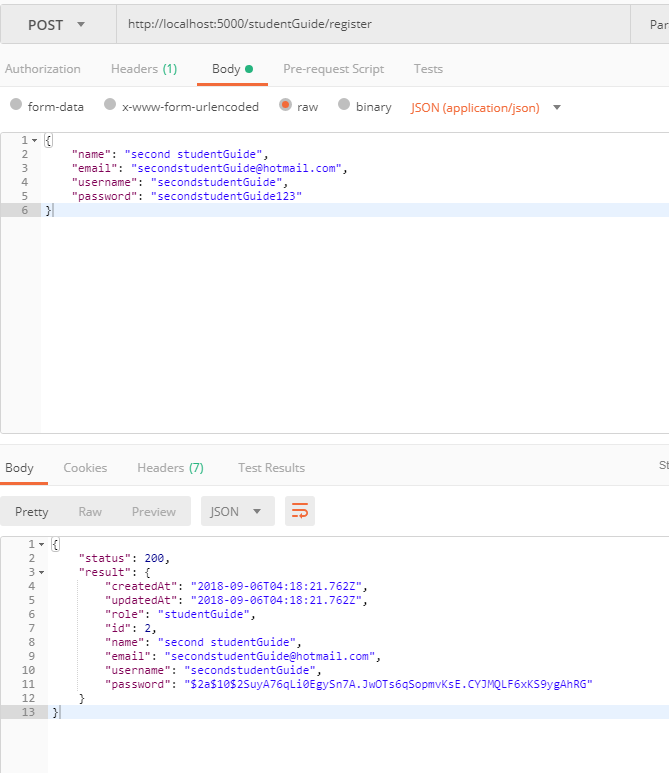 POST http://localhost:5000/studentGuide/register Par
Authorization Headers (1) Body Pre-request Script Tests
form-data x-www-form-urlencoded raw binary JSON (application/json)
1 {
2 "name": "second studentGuide",
3 "email": "secondstudentGuide@hotmail.com",
4 "username": "secondstudentGuide",
5 "password": "secondstudentGuide123"
6 }
Body Cookies Headers (7) Test Results St
Pretty Raw Preview JSON
1 {
2 "status": 200,
3 "result": {
4 "createdAt": "2018-09-06T04:18:21.762Z",
5 "updatedAt": "2018-09-06T04:18:21.762Z",
6 "role": "studentGuide",
7 "id": 2,
8 "name": "second studentGuide",
9 "email": "secondstudentGuide@hotmail.com",
10 "username": "secondstudentGuide",
11 "password": "$2a$10$2SuyA76qLi0EgySn7A.JwOTs6qSopmvKsE.CYJMQLF6xKS9ygAhRG"
12 }
13 }